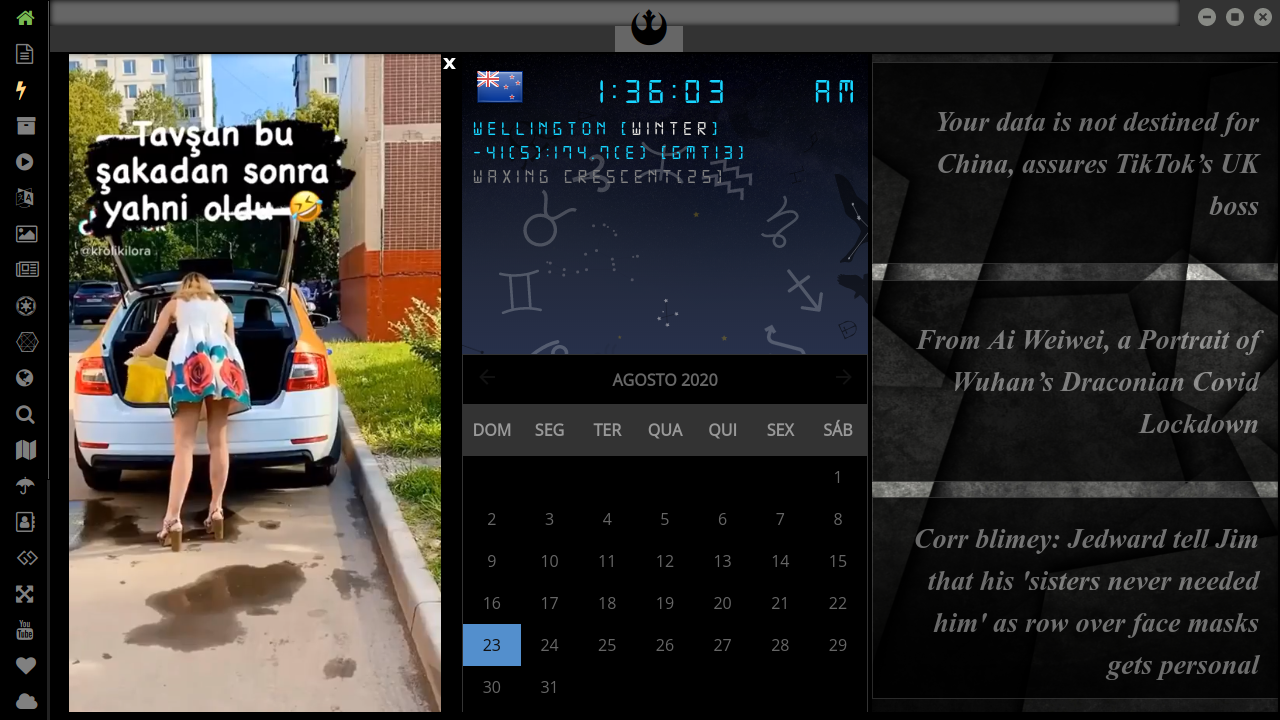 Tavşan bu
şakadan sonra
yahni oldu 🤣
@krolikilora
x
1:36:03 AM
WELLINGTON (WINTER)
-41(S):174.7(E) (GMT13)
WAXING CRESCENT(25)
AGOSTO 2020
DOM SEG TER QUA QUI SEX SÁB
1
2 3 4 5 6 7 8
9 10 11 12 13 14 15
16 17 18 19 20 21 22
23 24 25 26 27 28 29
30 31
Your data is not destined for
China, assures TikTok’s UK
boss
From Ai Weiwei, a Portrait of
Wuhan’s Draconian Covid
Lockdown
Corr blimey: Jedward tell Jim
that his 'sisters never needed
him' as row over face masks
gets personal
You
Tube